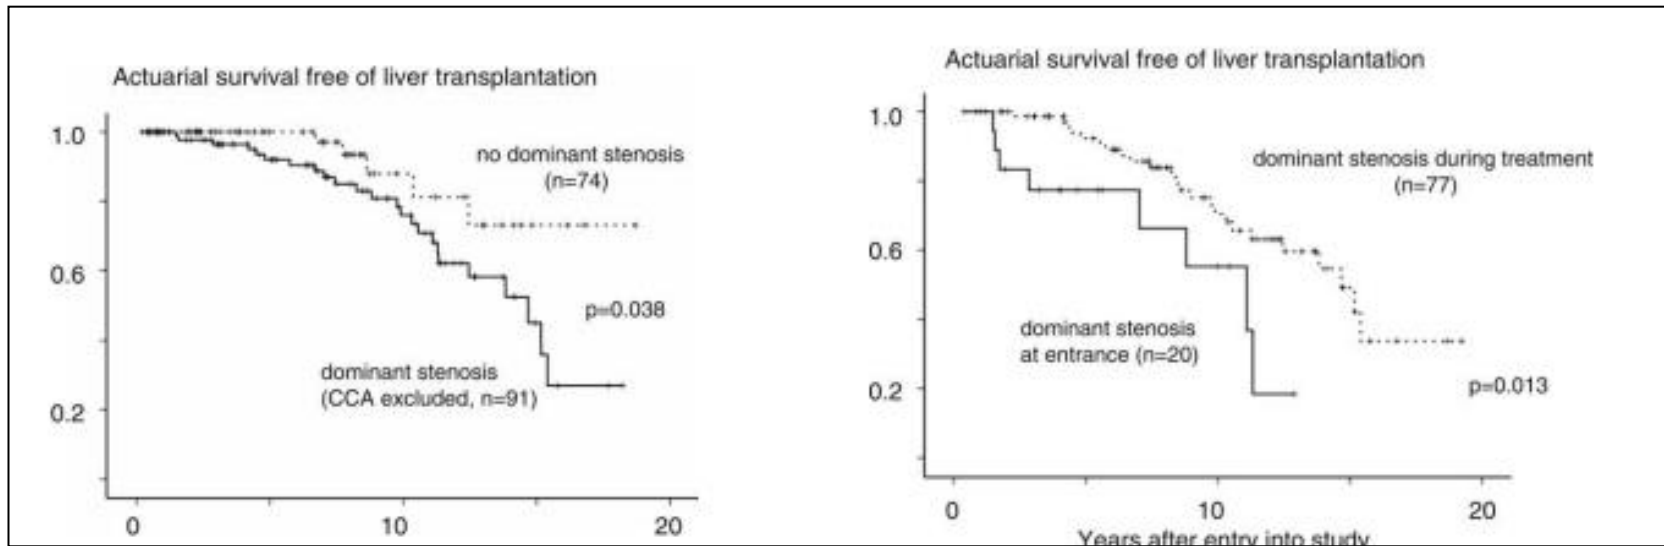 Actuarial survival free of liver transplantation
1.0
0.6
0.2
no dominant stenosis
(n=74)
p=0.038
dominant stenosis
(CCA excluded, n=91)
0
10
20
Actuarial survival free of liver transplantation
1.0
0.6
0.2
dominant stenosis during treatment
(n=77)
dominant stenosis
at entrance (n=20)
p=0.013
0
10
20
Years after entry into study